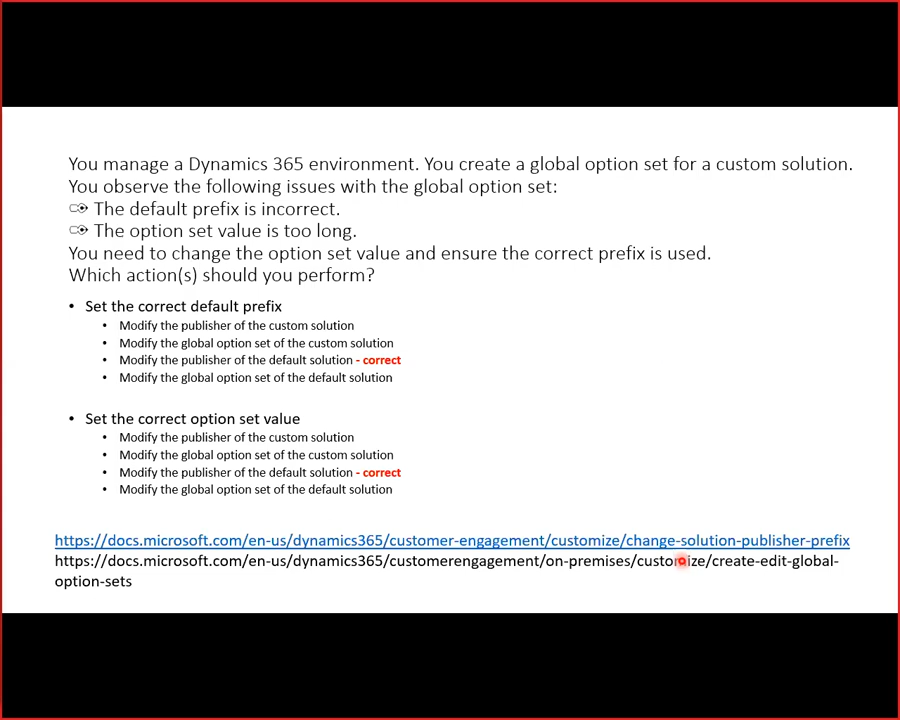 You manage a Dynamics 365 environment. You create a global option set for a custom solution.
You observe the following issues with the global option set:
The default prefix is incorrect.
The option set value is too long.
You need to change the option set value and ensure the correct prefix is used.
Which action(s) should you perform?
• Set the correct default prefix
• Modify the publisher of the custom solution
• Modify the global option set of the custom solution
• Modify the publisher of the default solution - correct
• Modify the global option set of the default solution
• Set the correct option set value
• Modify the publisher of the custom solution
• Modify the global option set of the custom solution
• Modify the publisher of the default solution - correct
• Modify the global option set of the default solution
https://docs.microsoft.com/en-us/dynamics365/customer-engagement/customize/change-solution-publisher-prefix
https://docs.microsoft.com/en-us/dynamics365/customerengagement/on-premises/customize/create-edit-global-
option-sets